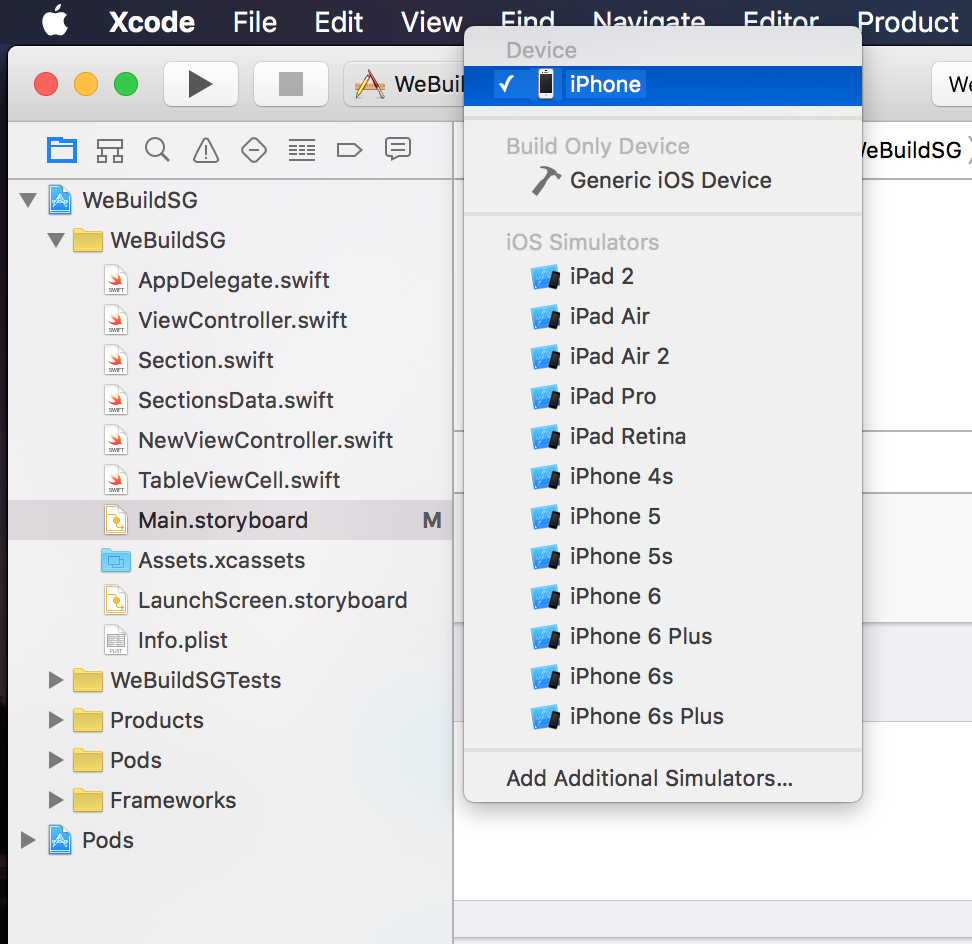 Xcode File Edit View Find Navigate Editor Product
WeBuil
We
WeBuildSG
WeBuildSG
WeBuildSG
AppDelegate.swift
ViewController.swift
Section.swift
SectionsData.swift
NewViewController.swift
TableViewCell.swift
Main.storyboard M
Assets.xcassets
LaunchScreen.storyboard
Info.plist
WeBuildSGTests
Products
Pods
Frameworks
Pods
Device
✓ iPhone
Build Only Device
Generic iOS Device
iOS Simulators
iPad 2
iPad Air
iPad Air 2
iPad Pro
iPad Retina
iPhone 4s
iPhone 5
iPhone 5s
iPhone 6
iPhone 6 Plus
iPhone 6s
iPhone 6s Plus
Add Additional Simulators...